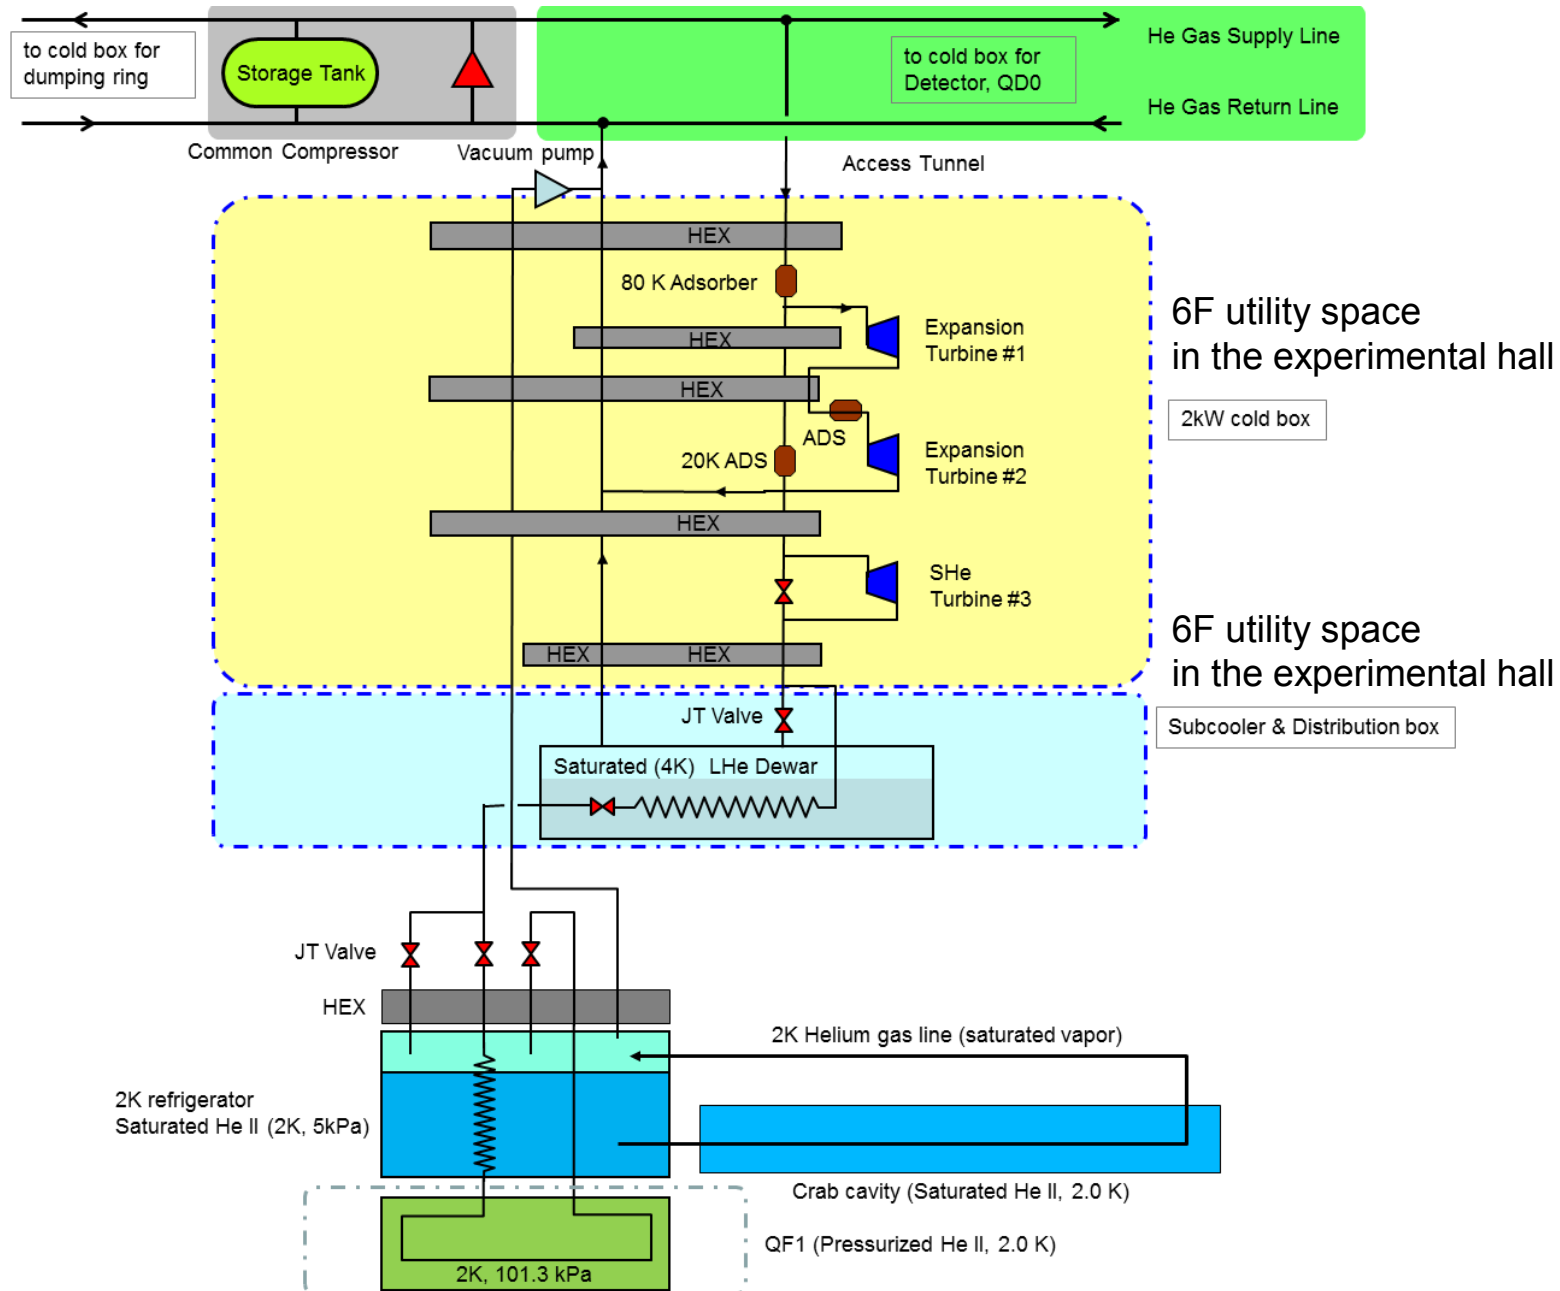 to cold box for
dumping ring
Storage Tank
to cold box for
Detector, QD0
He Gas Supply Line
He Gas Return Line
Common Compressor
Vacuum pump
Access Tunnel
HEX
80 K Adsorber
Expansion
Turbine #1
HEX
6F utility space
in the experimental hall
HEX
2kW cold box
ADS
20K ADS
Expansion
Turbine #2
HEX
SHe
Turbine #3
HEX HEX
6F utility space
in the experimental hall
JT Valve
Subcooler & Distribution box
Saturated (4K) LHe Dewar
JT Valve
HEX
2K Helium gas line (saturated vapor)
2K refrigerator
Saturated He II (2K, 5kPa)
Crab cavity (Saturated He II, 2.0 K)
QF1 (Pressurized He II, 2.0 K)
2K, 101.3 kPa